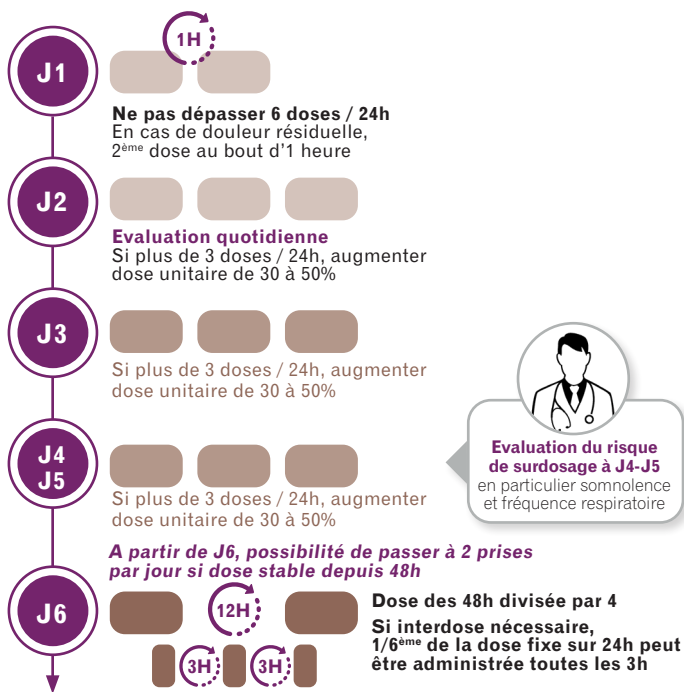 J1
1H
Ne pas dépasser 6 doses / 24h
En cas de douleur résiduelle,
2ème dose au bout d’1 heure
J2
Evaluation quotidienne
Si plus de 3 doses / 24h, augmenter
dose unitaire de 30 à 50%
J3
Si plus de 3 doses / 24h, augmenter
dose unitaire de 30 à 50%
J4
J5
Si plus de 3 doses / 24h, augmenter
dose unitaire de 30 à 50%
Evaluation du risque
de surdosage à J4-J5
en particulier somnolence
et fréquence respiratoire
A partir de J6, possibilité de passer à 2 prises
par jour si dose stable depuis 48h
J6
12H
3H
3H
Dose des 48h divisée par 4
Si interdose nécessaire,
1/6ème de la dose fixe sur 24h peut
être administrée toutes les 3h